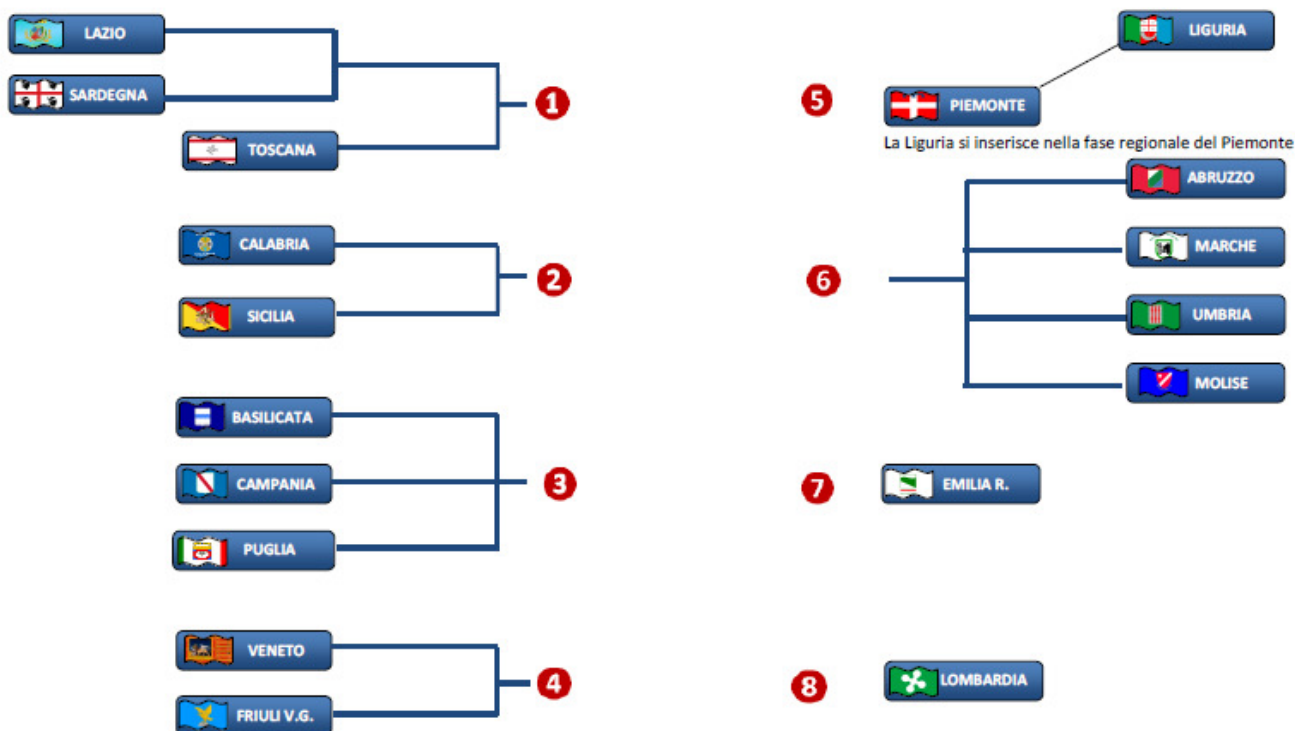 LAZIO
SARDEGNA
TOSCANA
1
CALABRIA
SICILIA
2
BASILICATA
CAMPANIA
PUGLIA
3
VENETO
FRIULI V.G.
4
LIGURIA
5
PIEMONTE
La Liguria si inserisce nella fase regionale del Piemonte
ABRUZZO
MARCHE
6
UMBRIA
MOLISE
7
EMILIA R.
8
LOMBARDIA